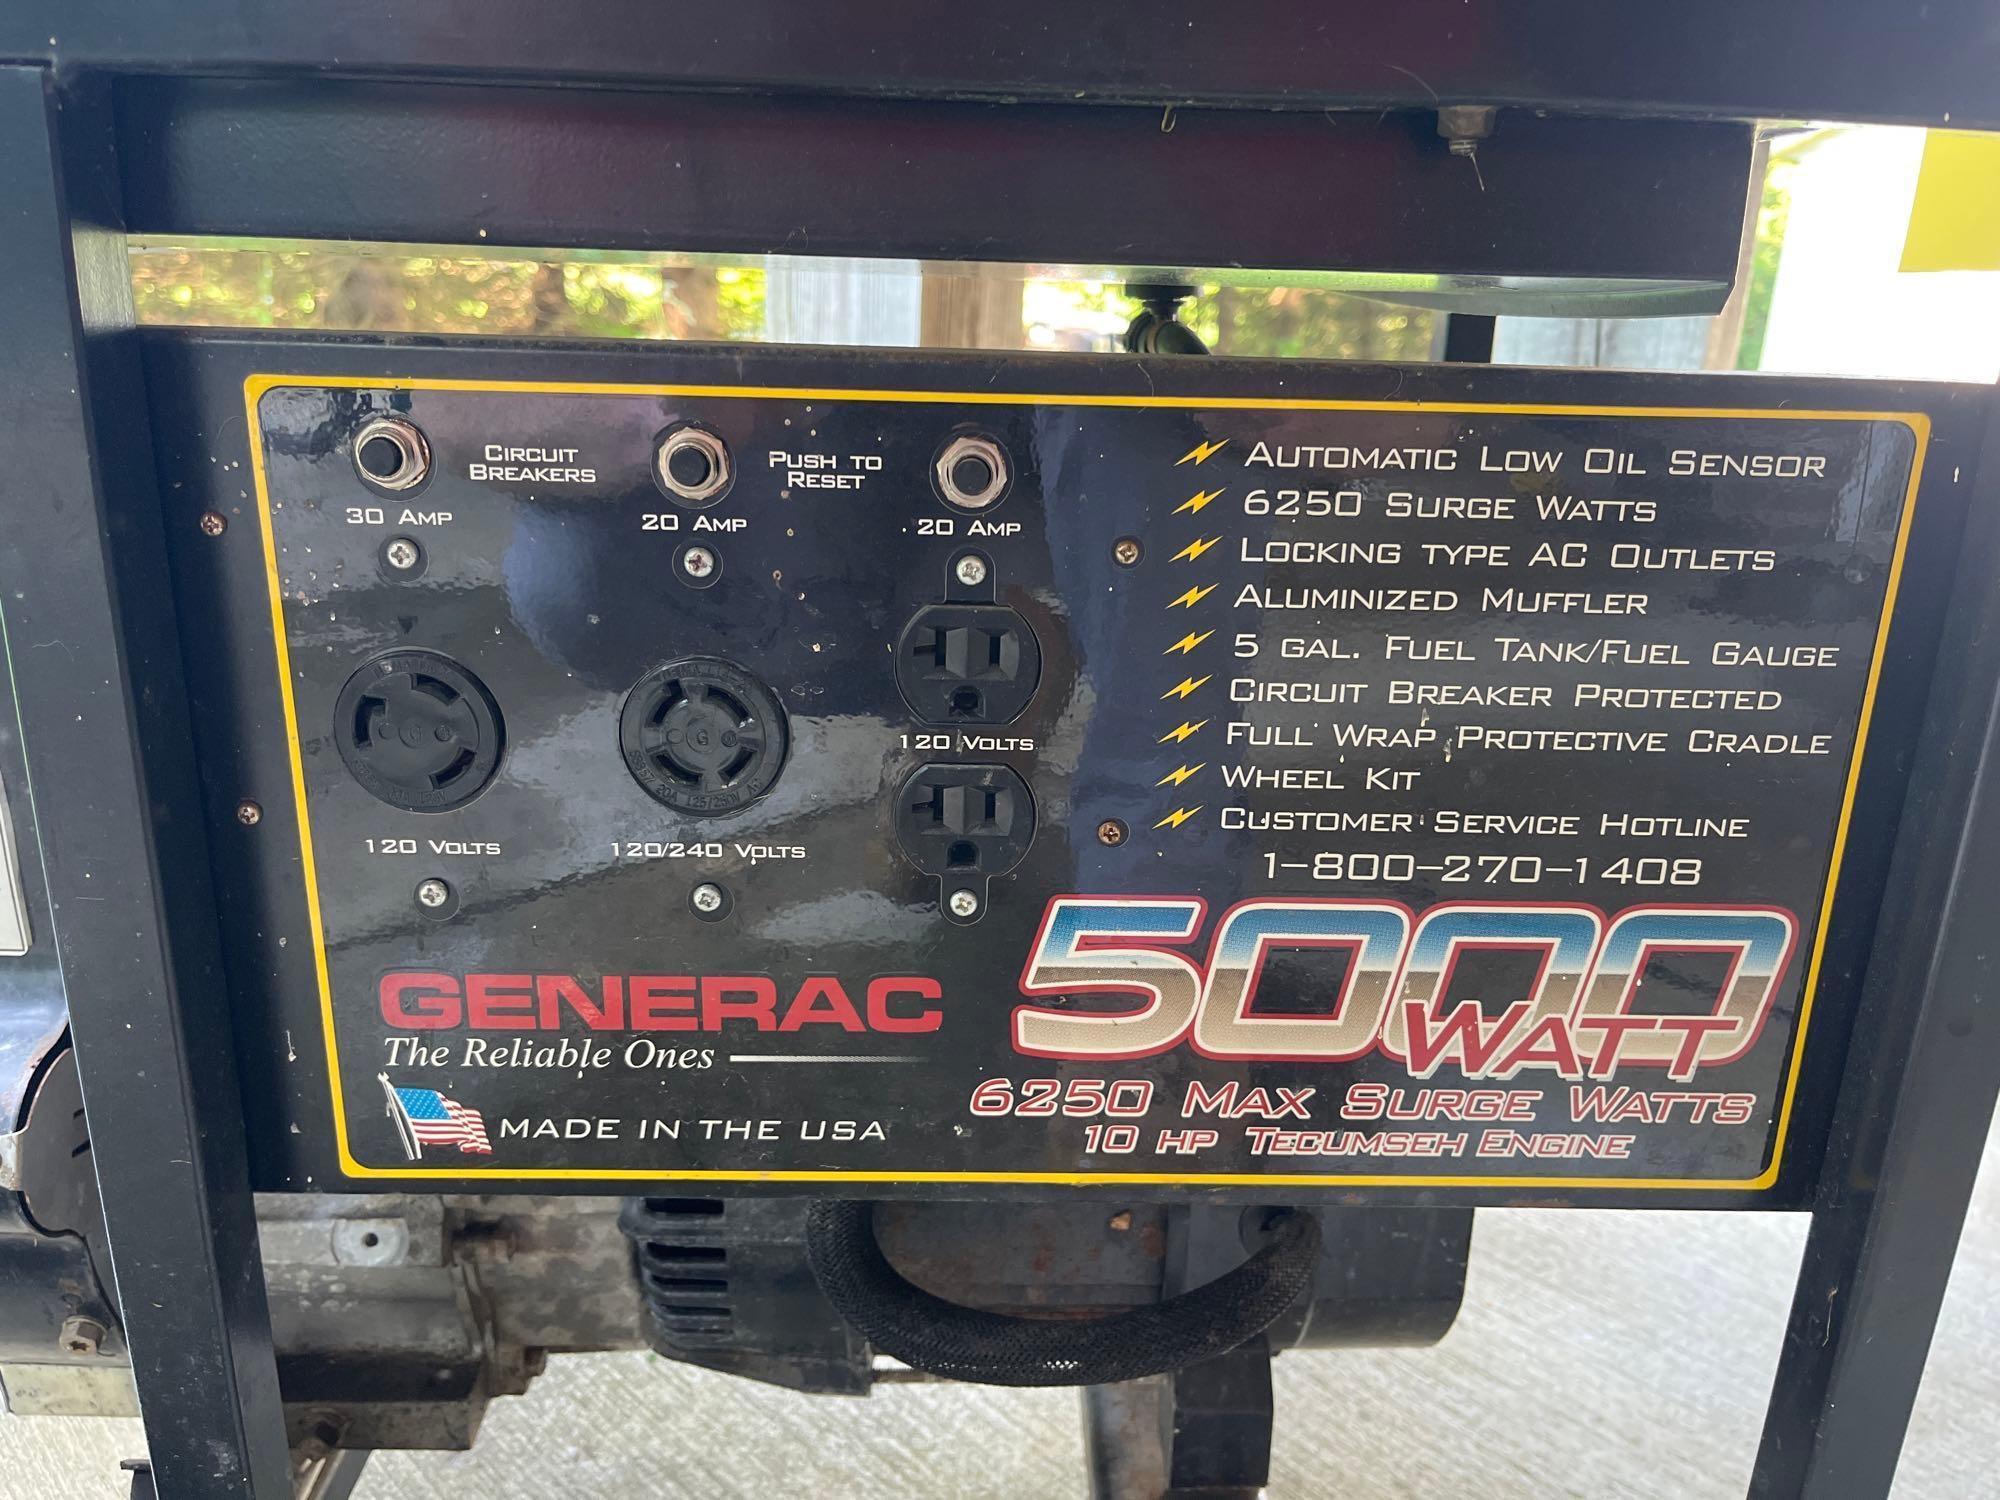 CIRCUIT
BREAKERS
PUSH TO
RESET
30 AMP
20 AMP
20 AMP
120 VOLTS
20A 125/250V
120/240 VOLTS
120 VOLTS
AUTOMATIC LOW OIL SENSOR
6250 SURGE WATTS
LOCKING TYPE AC OUTLETS
ALUMINIZED MUFFLER
5 GAL. FUEL TANK/FUEL GAUGE
CIRCUIT BREAKER PROTECTED
FULL WRAP PROTECTIVE CRADLE
WHEEL KIT
CUSTOMER SERVICE HOTLINE
1-800-270-1408
GENERAC
The Reliable Ones
MADE IN THE USA
5000
WATT
6250 MAX SURGE WATTS
10 HP TECUMSEH ENGINE